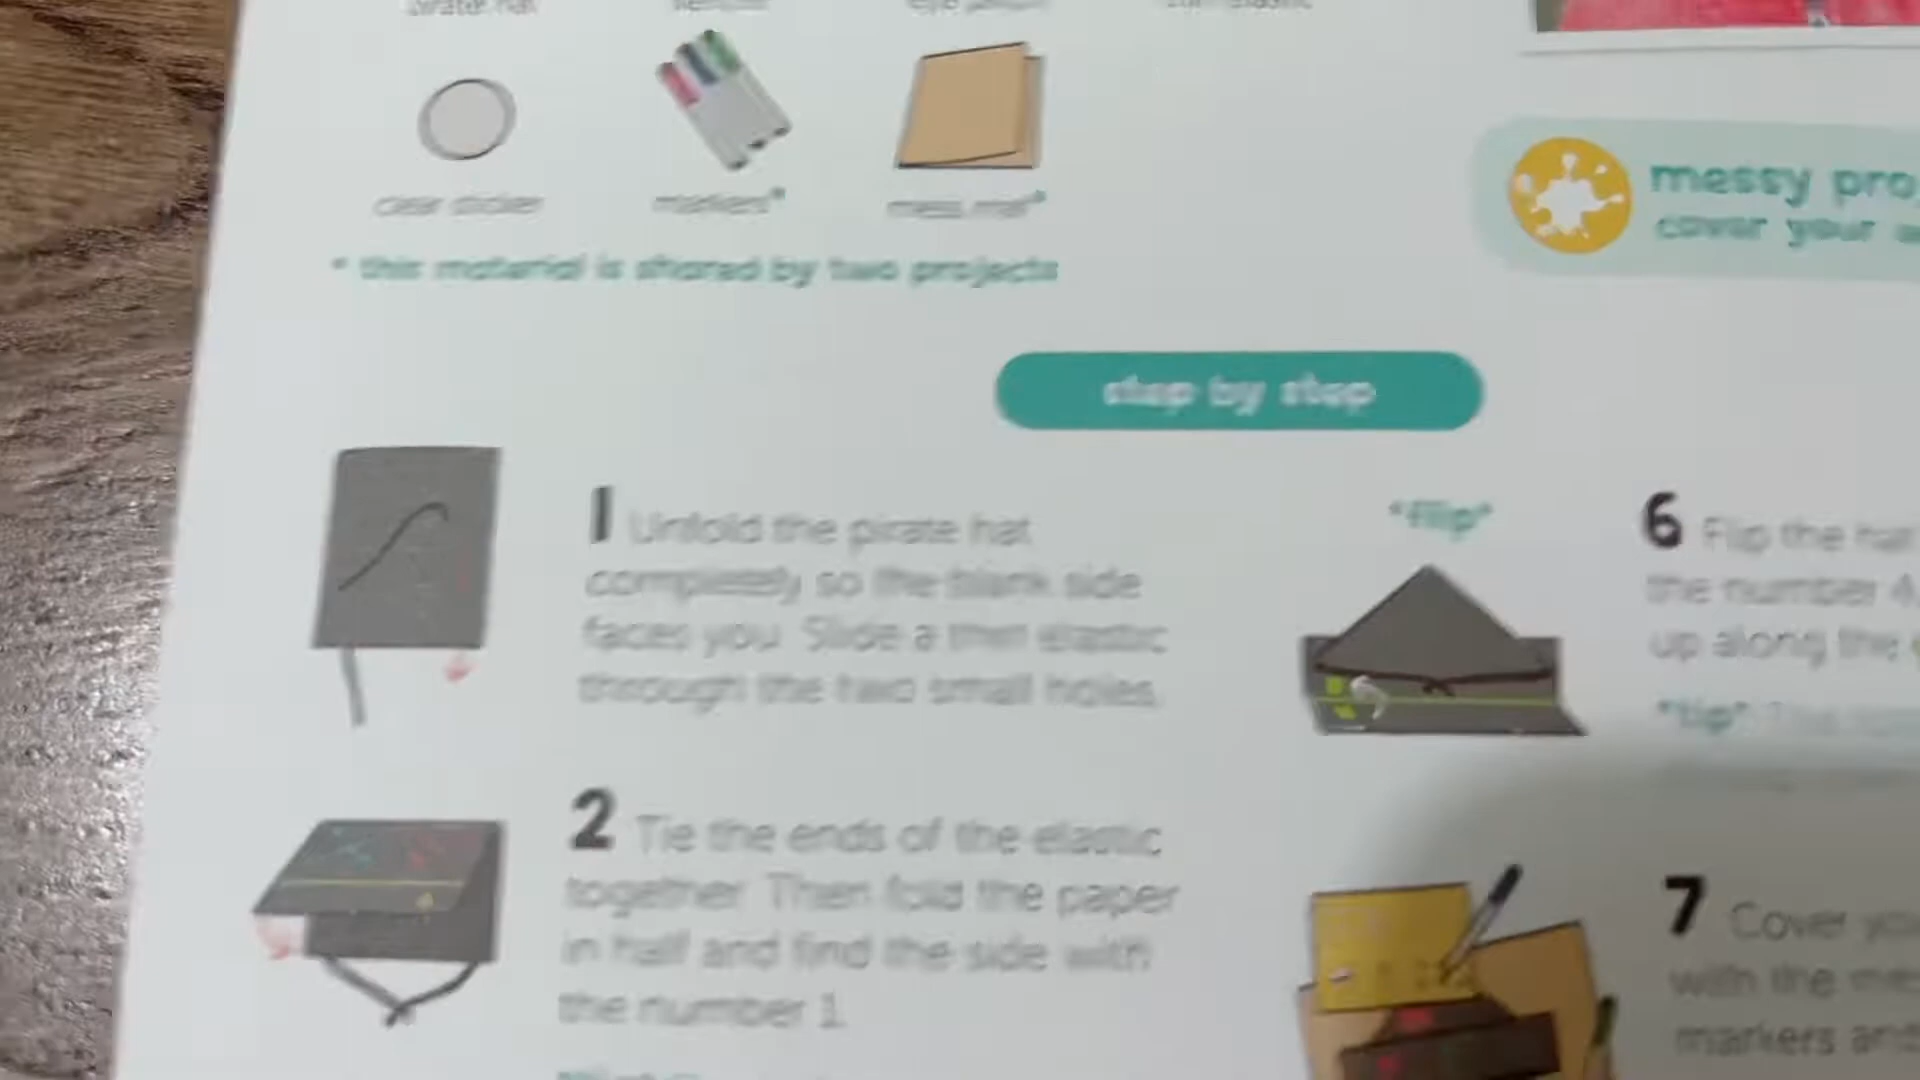 pirate hat
clear sticker markers* mess mat*
* this material is shared by two projects
messy
cover your
step by step
1 Unfold the pirate hat
completely so the blank side
faces you. Slide a thin elastic
through the two small holes.
2 Tie the ends of the elastic
together. Then fold the paper
in half and find the side with
the number 1.
*flip*
6 Flip the hat
the number 4,
up along the
*tip*
7 Cover
with the
markers and